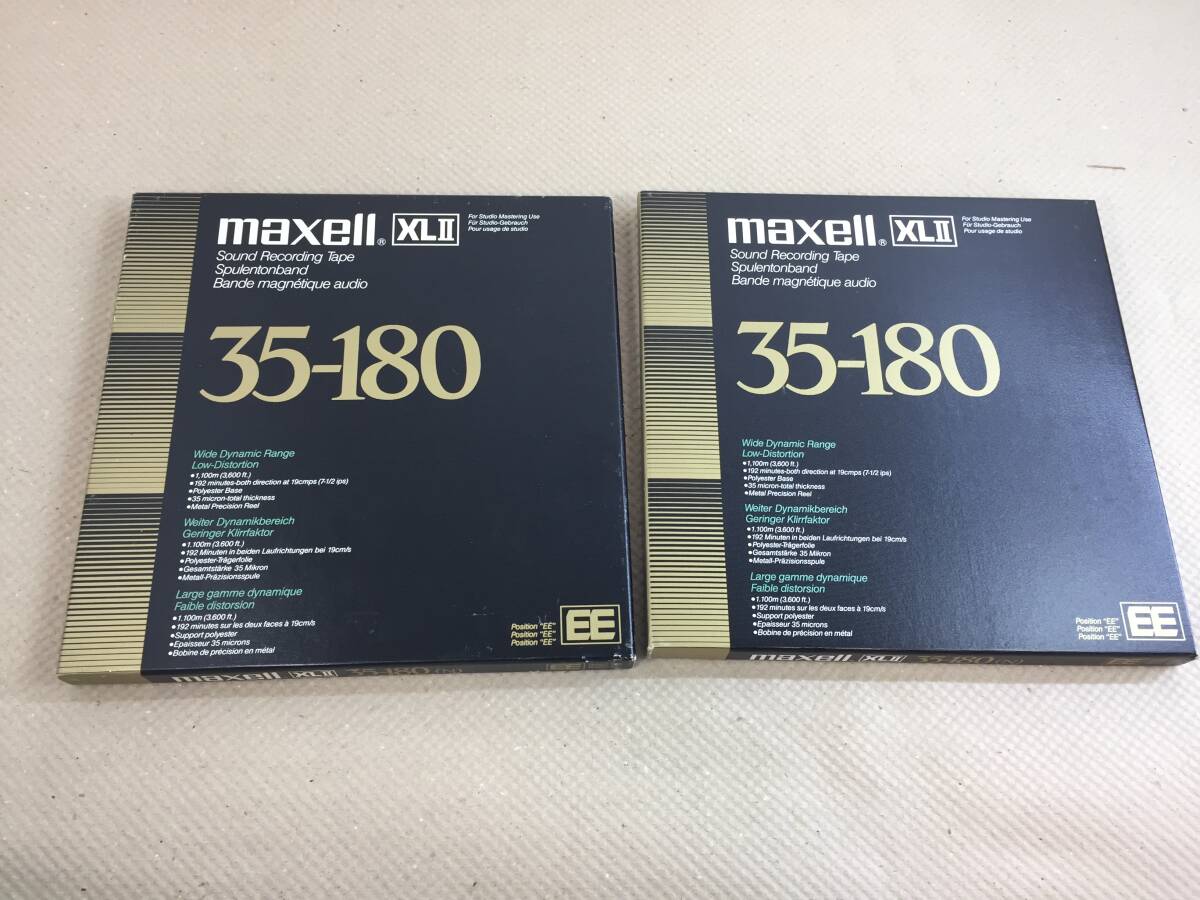 maxell® XLII
For Studio Mastering Use
Für Studio-Gebrauch
Pour usage de studio
Sound Recording Tape
Spulentonband
Bande magnétique audio
35-180
Wide Dynamic Range
Low-Distortion
•1,100m (3,600 ft.)
•192 minutes-both direction at 19cmps (7-1/2 ips)
•Polyester Base
•35 micron-total thickness
•Metal Precision Reel
Weiter Dynamikbereich
Geringer Klirrfaktor
•1.100m (3.600 ft.)
•192 Minuten in beiden Laufrichtungen bei 19cm/s
•Polyester-Trägerfolie
•Gesamtstärke 35 Mikron
•Metall-Präzisionsspule
Large gamme dynamique
Faible distorsion
•1.100m (3.600 ft.)
•192 minutes sur les deux faces à 19cm/s
•Support polyester
•Epaisseur 35 microns
•Bobine de précision en métal
Position "EE"
Position "EE"
Position "EE"
EE
maxell XLII 35-180 (N)
maxell® XLII
For Studio Mastering Use
Für Studio-Gebrauch
Pour usage de studio
Sound Recording Tape
Spulentonband
Bande magnétique audio
35-180
Wide Dynamic Range
Low-Distortion
•1,100m (3,600 ft.)
•192 minutes-both direction at 19cmps (7-1/2 ips)
•Polyester Base
•35 micron-total thickness
•Metal Precision Reel
Weiter Dynamikbereich
Geringer Klirrfaktor
•1.100m (3.600 ft.)
•192 Minuten in beiden Laufrichtungen bei 19cm/s
•Polyester-Trägerfolie
•Gesamtstärke 35 Mikron
•Metall-Präzisionsspule
Large gamme dynamique
Faible distorsion
•1.100m (3.600 ft.)
•192 minutes sur les deux faces à 19cm/s
•Support polyester
•Epaisseur 35 microns
•Bobine de précision en métal
Position "EE"
Position "EE"
Position "EE"
EE
maxell XLII 35-180 (N) EE